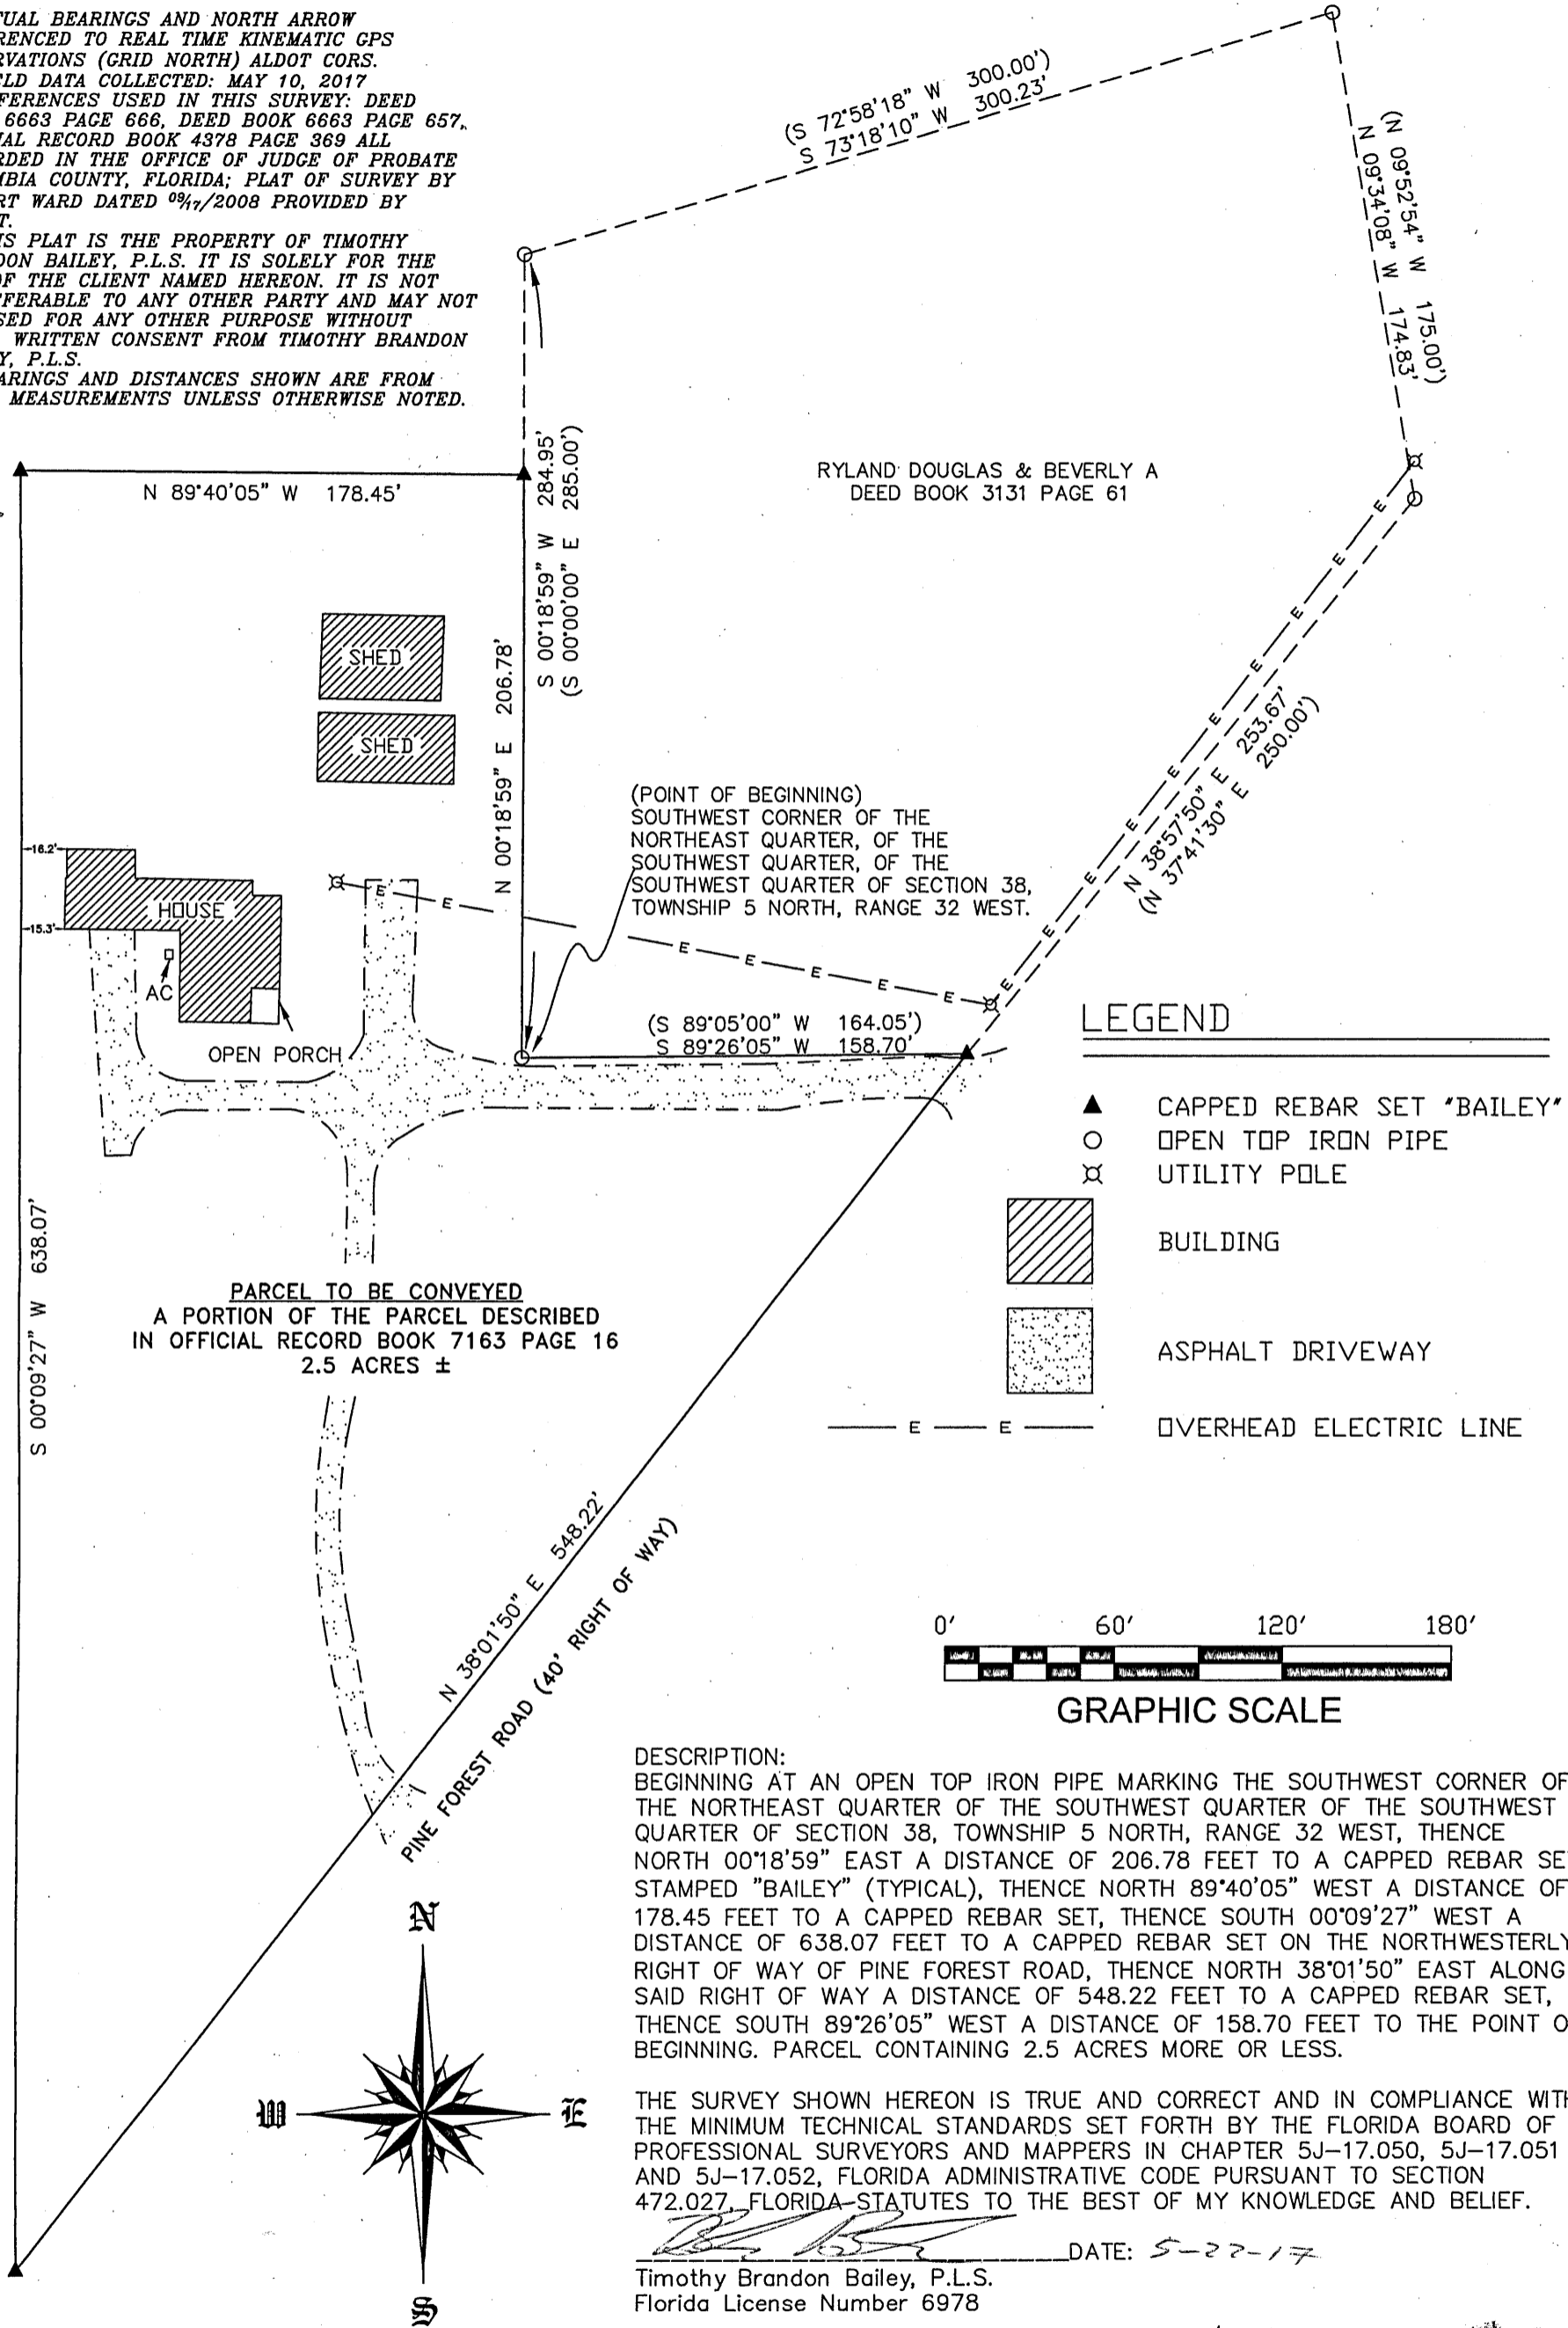 TUAL BEARINGS AND NORTH ARROW
RENCED TO REAL TIME KINEMATIC GPS
RVATIONS (GRID NORTH) ALDOT CORS.
LD DATA COLLECTED: MAY 10, 2017
FERENCES USED IN THIS SURVEY: DEED
6663 PAGE 666, DEED BOOK 6663 PAGE 657,
AL RECORD BOOK 4378 PAGE 369 ALL
RDED IN THE OFFICE OF JUDGE OF PROBATE
MBIA COUNTY, FLORIDA; PLAT OF SURVEY BY
RT WARD DATED 09/17/2008 PROVIDED BY
T.
IS PLAT IS THE PROPERTY OF TIMOTHY
DON BAILEY, P.L.S. IT IS SOLELY FOR THE
OF THE CLIENT NAMED HEREON. IT IS NOT
FERABLE TO ANY OTHER PARTY AND MAY NOT
SED FOR ANY OTHER PURPOSE WITHOUT
WRITTEN CONSENT FROM TIMOTHY BRANDON
Y, P.L.S.
ARINGS AND DISTANCES SHOWN ARE FROM
MEASUREMENTS UNLESS OTHERWISE NOTED.
(S 72°58'18" W 300.00')
S 73°18'10" W 300.23'
(N 09°52'54" W 175.00')
N 09°34'08" W 174.83'
N 89°40'05" W 178.45'
RYLAND DOUGLAS & BEVERLY A
DEED BOOK 3131 PAGE 61
S 00°18'59" W 284.95'
(S 00°00'00" E 285.00')
N 00°18'59" E 206.78'
SHED
SHED
E
E
E
E
E
E
E
E
E
E
N 38°57'50" E 253.67'
(N 37°41'30" E 250.00')
(POINT OF BEGINNING)
SOUTHWEST CORNER OF THE
NORTHEAST QUARTER, OF THE
SOUTHWEST QUARTER, OF THE
SOUTHWEST QUARTER OF SECTION 38,
TOWNSHIP 5 NORTH, RANGE 32 WEST.
16.2'
HOUSE
15.3'
E
E
E
E
E
E
E
AC
OPEN PORCH
(S 89°05'00" W 164.05')
S 89°26'05" W 158.70'
LEGEND
CAPPED REBAR SET "BAILEY"
OPEN TOP IRON PIPE
UTILITY POLE
BUILDING
ASPHALT DRIVEWAY
E E OVERHEAD ELECTRIC LINE
S 00°09'27" W 638.07'
PARCEL TO BE CONVEYED
A PORTION OF THE PARCEL DESCRIBED
IN OFFICIAL RECORD BOOK 7163 PAGE 16
2.5 ACRES ±
N 38°01'50" E 548.22'
PINE FOREST ROAD (40' RIGHT OF WAY)
0' 60' 120' 180'
GRAPHIC SCALE
DESCRIPTION:
BEGINNING AT AN OPEN TOP IRON PIPE MARKING THE SOUTHWEST CORNER OF
THE NORTHEAST QUARTER OF THE SOUTHWEST QUARTER OF THE SOUTHWEST
QUARTER OF SECTION 38, TOWNSHIP 5 NORTH, RANGE 32 WEST, THENCE
NORTH 00°18'59" EAST A DISTANCE OF 206.78 FEET TO A CAPPED REBAR SE
STAMPED "BAILEY" (TYPICAL), THENCE NORTH 89°40'05" WEST A DISTANCE OF
178.45 FEET TO A CAPPED REBAR SET, THENCE SOUTH 00°09'27" WEST A
DISTANCE OF 638.07 FEET TO A CAPPED REBAR SET ON THE NORTHWESTERLY
RIGHT OF WAY OF PINE FOREST ROAD, THENCE NORTH 38°01'50" EAST ALONG
SAID RIGHT OF WAY A DISTANCE OF 548.22 FEET TO A CAPPED REBAR SET,
THENCE SOUTH 89°26'05" WEST A DISTANCE OF 158.70 FEET TO THE POINT O
BEGINNING. PARCEL CONTAINING 2.5 ACRES MORE OR LESS.
THE SURVEY SHOWN HEREON IS TRUE AND CORRECT AND IN COMPLIANCE WITH
THE MINIMUM TECHNICAL STANDARDS SET FORTH BY THE FLORIDA BOARD OF
PROFESSIONAL SURVEYORS AND MAPPERS IN CHAPTER 5J-17.050, 5J-17.051
AND 5J-17.052, FLORIDA ADMINISTRATIVE CODE PURSUANT TO SECTION
472.027, FLORIDA STATUTES TO THE BEST OF MY KNOWLEDGE AND BELIEF.
DATE: 5-22-17
Timothy Brandon Bailey, P.L.S.
Florida License Number 6978
N
W
E
S